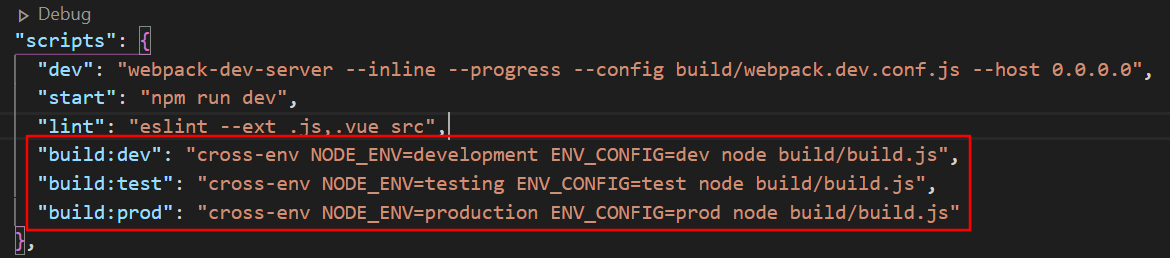 Debug
"scripts": {
"dev": "webpack-dev-server --inline --progress --config build/webpack.dev.conf.js --host 0.0.0.0",
"start": "npm run dev",
"lint": "eslint --ext .js,.vue src",
"build:dev": "cross-env NODE_ENV=development ENV_CONFIG=dev node build/build.js",
"build:test": "cross-env NODE_ENV=testing ENV_CONFIG=test node build/build.js",
"build:prod": "cross-env NODE_ENV=production ENV_CONFIG=prod node build/build.js"
},